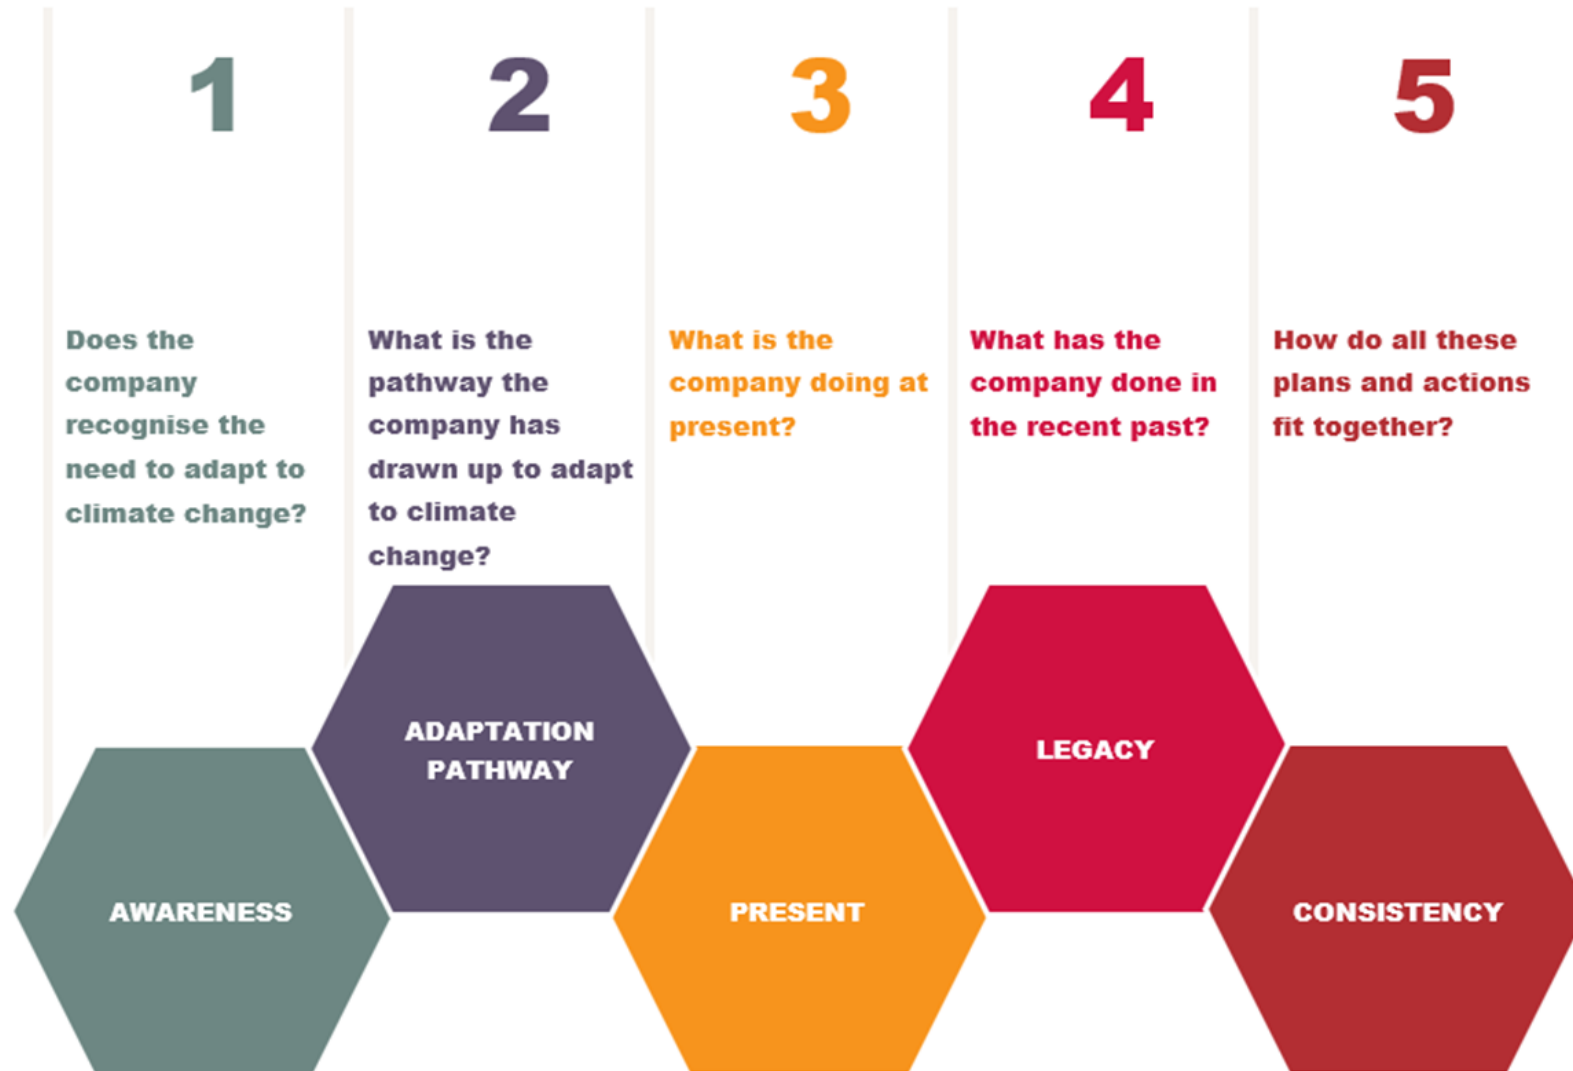 1
Does the
company
recognise the
need to adapt to
climate change?
AWARENESS
2
What is the
pathway the
company has
drawn up to adapt
to climate
change?
ADAPTATION
PATHWAY
3
What is the
company doing at
present?
PRESENT
4
What has the
company done in
the recent past?
LEGACY
5
How do all these
plans and actions
fit together?
CONSISTENCY